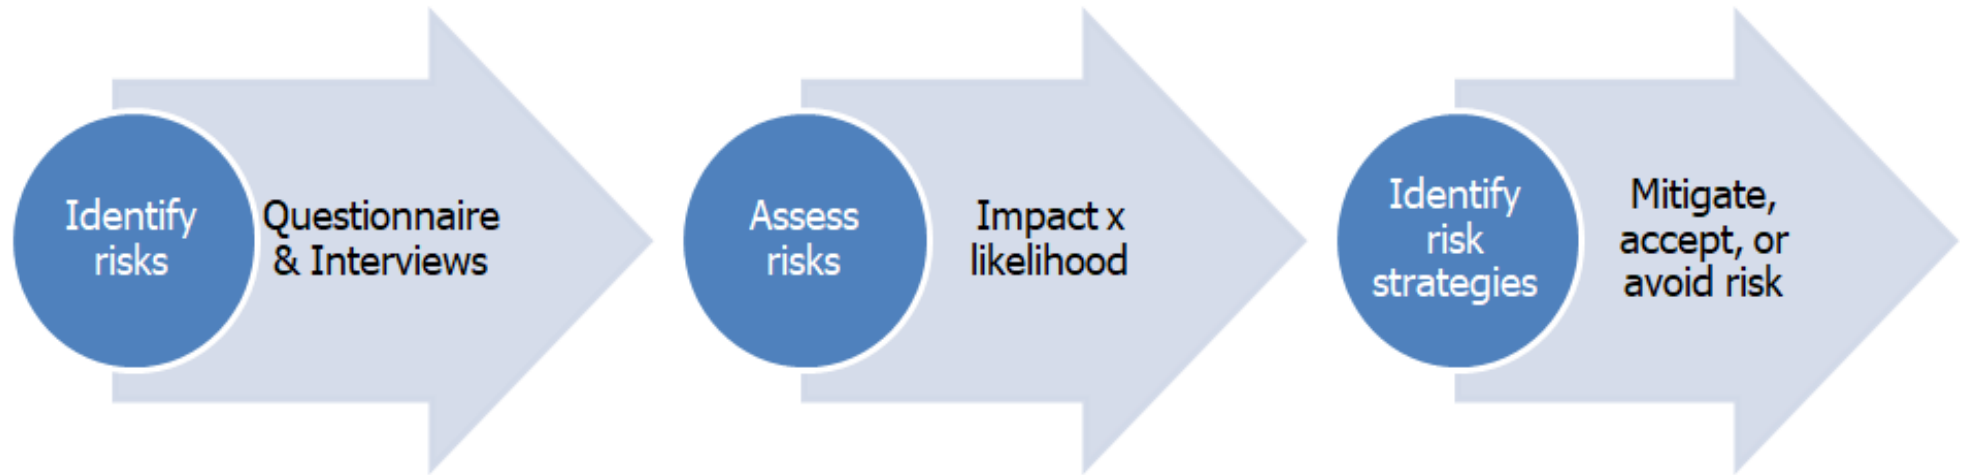 Identify
risks
Questionnaire
& Interviews
Assess
risks
Impact x
likelihood
Identify
risk
strategies
Mitigate,
accept, or
avoid risk